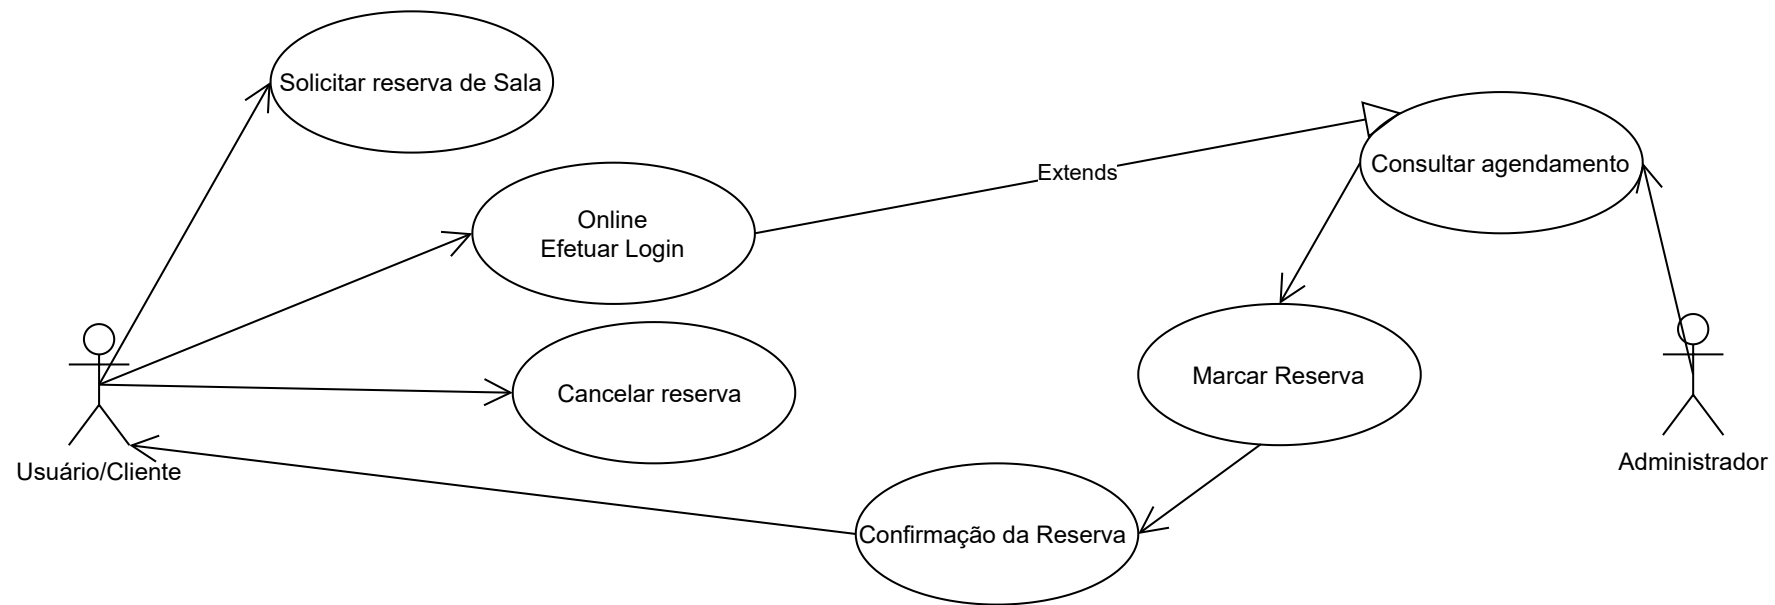 Solicitar reserva de Sala
Consultar agendamento
Extends
Online
Efetuar Login
Marcar Reserva
Cancelar reserva
Administrador
Usuário/Cliente
Confirmação da Reserva